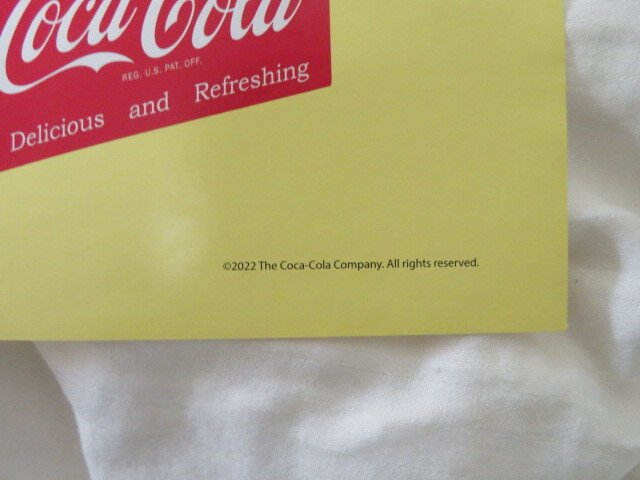 Coca-Cola
REG. U.S. PAT. OFF.
Delicious and Refreshing
©2022 The Coca-Cola Company. All rights reserved.